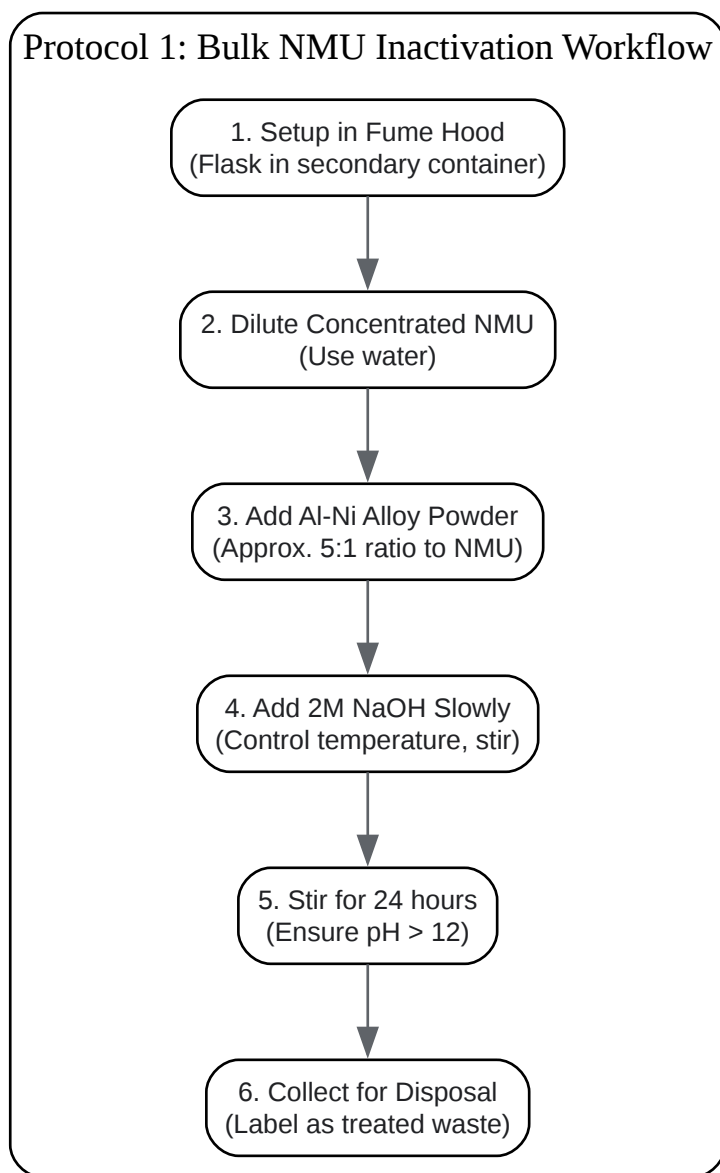 Protocol 1: Bulk NMU Inactivation Workflow
1. Setup in Fume Hood
(Flask in secondary container)
2. Dilute Concentrated NMU
(Use water)
3. Add Al-Ni Alloy Powder
(Approx. 5:1 ratio to NMU)
4. Add 2M NaOH Slowly
(Control temperature, stir)
5. Stir for 24 hours
(Ensure pH > 12)
6. Collect for Disposal
(Label as treated waste)